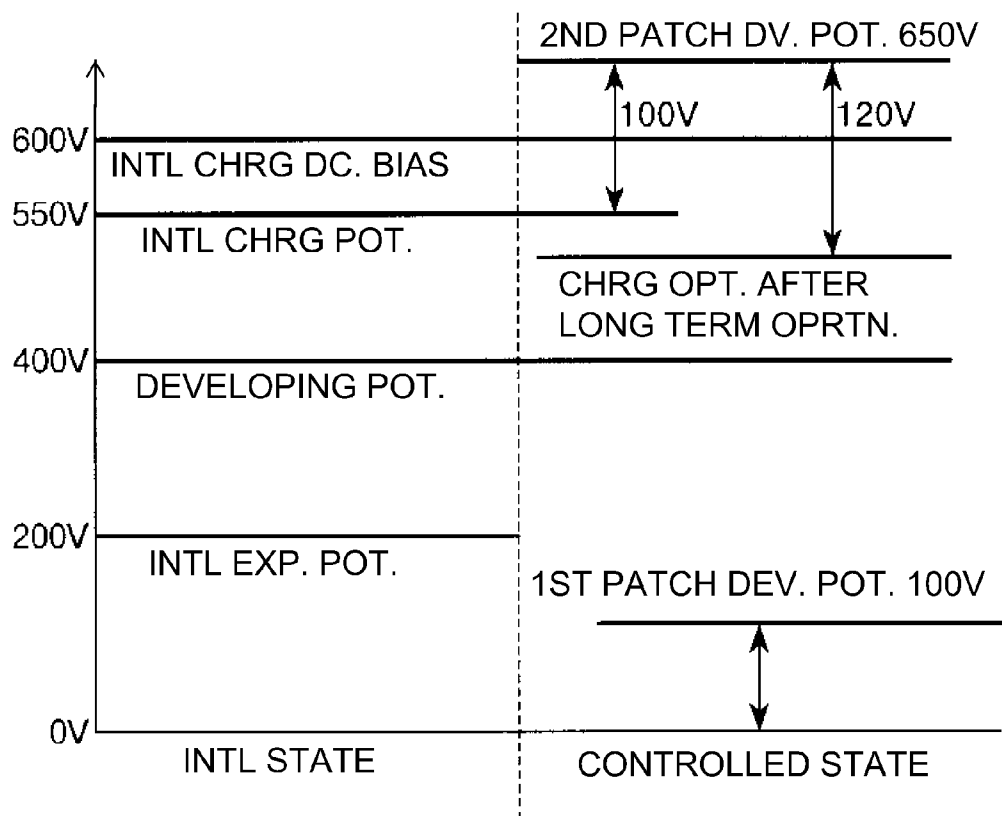 2ND PATCH DV. POT. 650V
100V
120V
600V
INTL CHRG DC. BIAS
550V
INTL CHRG POT.
CHRG OPT. AFTER
LONG TERM OPRTN.
400V
DEVELOPING POT.
200V
INTL EXP. POT.
1ST PATCH DEV. POT. 100V
0V
INTL STATE
CONTROLLED STATE